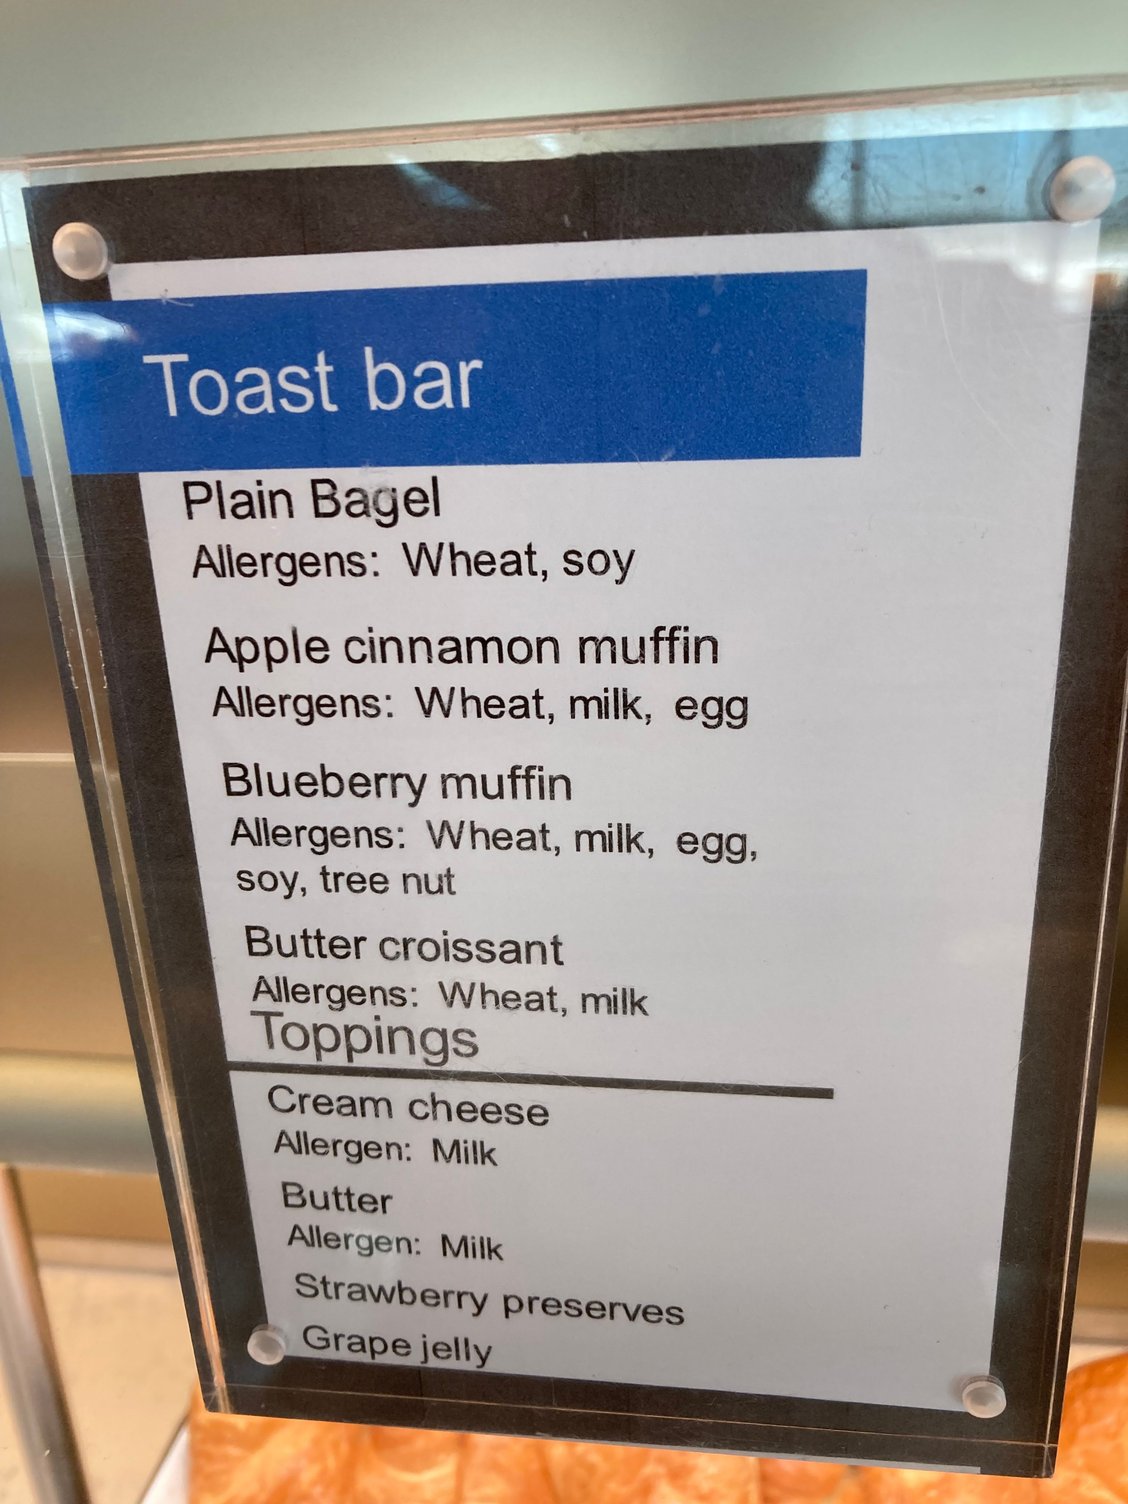 Toast bar
Plain Bagel
Allergens: Wheat, soy
Apple cinnamon muffin
Allergens: Wheat, milk, egg
Blueberry muffin
Allergens: Wheat, milk, egg,
soy, tree nut
Butter croissant
Allergens: Wheat, milk
Toppings
Cream cheese
Allergen: Milk
Butter
Allergen: Milk
Strawberry preserves
Grape jelly